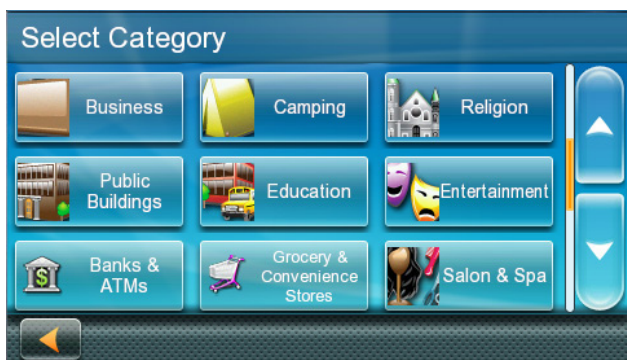 Select Category
Business
Camping
Religion
Public
Buildings
Education
Entertainment
Banks &
ATMs
Grocery &
Convenience
Stores
Salon & Spa